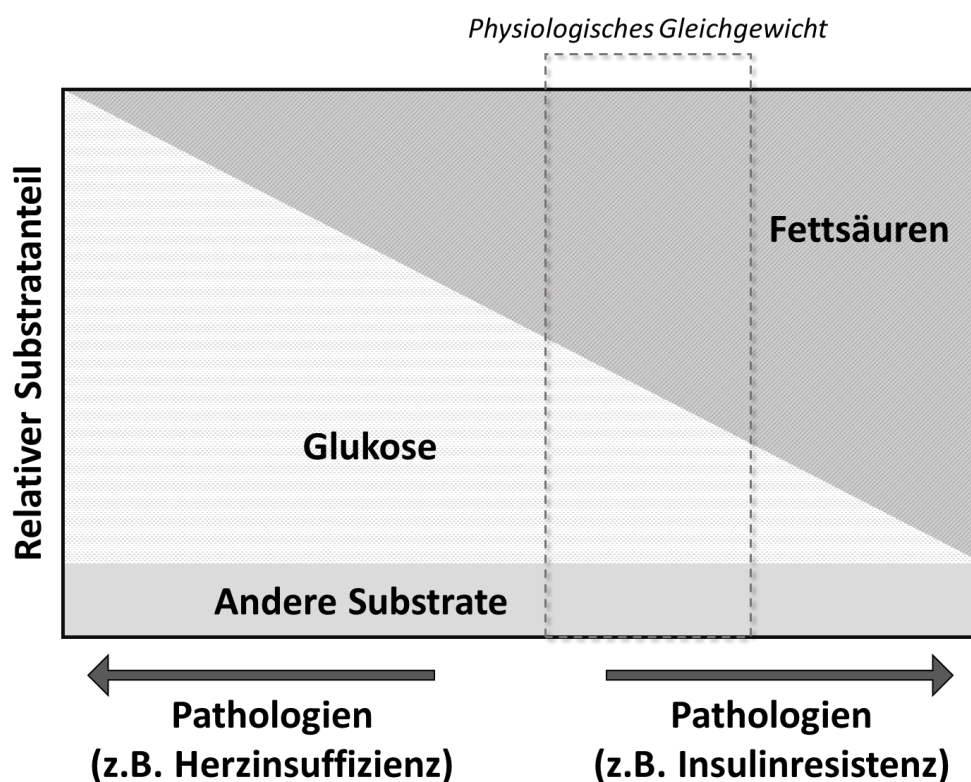 Physiologisches Gleichgewicht
Relativer Substratanteil
Fettsäuren
Glukose
Andere Substrate
Pathologien
(z.B. Herzinsuffizienz)
Pathologien
(z.B. Insulinresistenz)